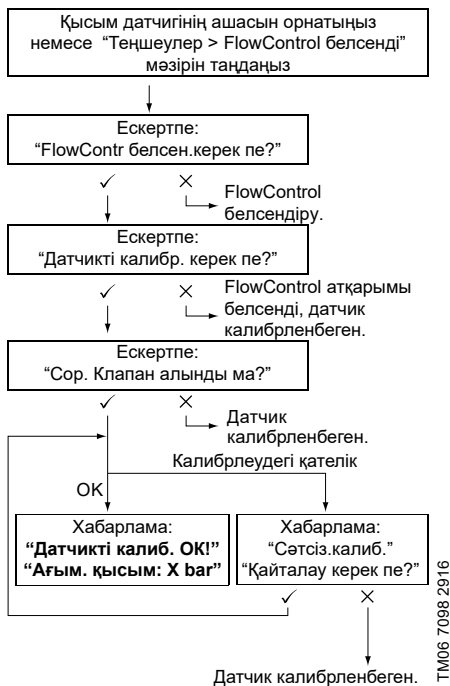 Қысым датчигінің ашасын орнатыңыз
немесе “Теңшеулер > FlowControl белсенді”
мәзірін таңдаңыз
Ескертпе:
“FlowContr белсен.керек пе?”
FlowControl
белсендіру.
Ескертпе:
“Датчикті калибр. керек пе?”
FlowControl атқарымы
белсенді, датчик
калибрленбеген.
Ескертпе:
“Сор. Клапан алынды ма?”
Датчик
калибрленбеген.
Калибрлеудегі қателік
OK
Хабарлама:
“Датчикті калиб. ОК!”
“Ағым. қысым: X bar”
Хабарлама:
“Сәтсіз.калиб.”
“Қайталау керек пе?”
Датчик калибрленбеген.
TM06 7098 2916